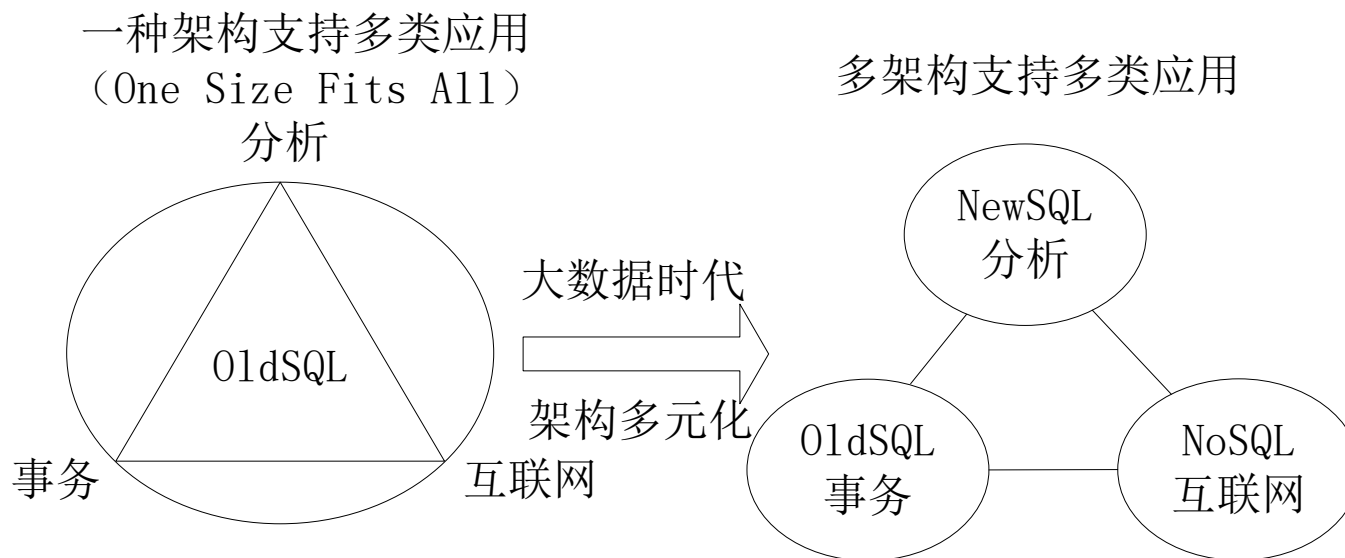 一种架构支持多类应用
（One Size Fits All）
分析
OldSQL
事务
互联网
大数据时代
架构多元化
多架构支持多类应用
NewSQL
分析
OldSQL
事务
NoSQL
互联网